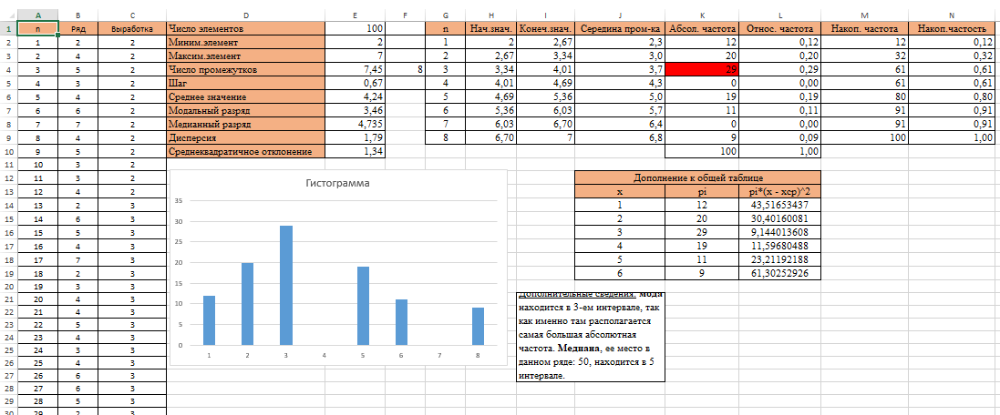 A B C D E F G H I J K L M N
1 n Ряд Выработка Число элементов 100 n Нач.знач. Конеч.знач. Середина пром-ка Абсол. частота Относ. частота Накоп. частота Накоп.частость
2 1 2 2 Миним.элемент 2 1 2 2,67 2,3 12 0,12 12 0,12
3 2 4 2 Максим.элемент 7 2 2,67 3,34 3,0 20 0,20 32 0,32
4 3 5 2 Число промежутков 7,45 8 3 3,34 4,01 3,7 29 0,29 61 0,61
5 4 3 2 Шаг 0,67 4 4,01 4,69 4,3 0 0,00 61 0,61
6 5 4 2 Среднее значение 4,24 5 4,69 5,36 5,0 19 0,19 80 0,80
7 6 6 2 Модальный разряд 3,46 6 5,36 6,03 5,7 11 0,11 91 0,91
8 7 7 2 Медианный разряд 4,735 7 6,03 6,70 6,4 0 0,00 91 0,91
9 8 4 2 Дисперсия 1,79 8 6,70 7 6,8 9 0,09 100 1,00
10 9 5 2 Среднеквадратичное отклонение 1,34 100 1,00
11 10 3 2
12 11 3 2 Дополнение к общей таблице
13 12 4 2 x pi pi*(x - xcp)^2
14 13 2 3 1 12 43,51653437
15 14 6 3 2 20 30,40160081
16 15 5 3 3 29 9,144013608
17 16 4 3 4 19 11,59680488
18 17 7 3 5 11 23,21192188
19 18 2 3 6 9 61,30252926
20 19 3 3
21 20 4 3
22 21 4 3
23 22 5 3
24 23 4 3
25 24 3 3
26 25 4 3
27 26 6 3
28 27 6 3
29 28 5 3
30 29 2 3
Гистограмма
35
30
25
20
15
10
5
0
1 2 3 4 5 6 7 8
Дополнительные сведения: Мода
находится в 3-ем интервале, так
как именно там располагается
самая большая абсолютная
частота. Медиана, ее место в
данном ряде: 50, находится в 5
интервале.